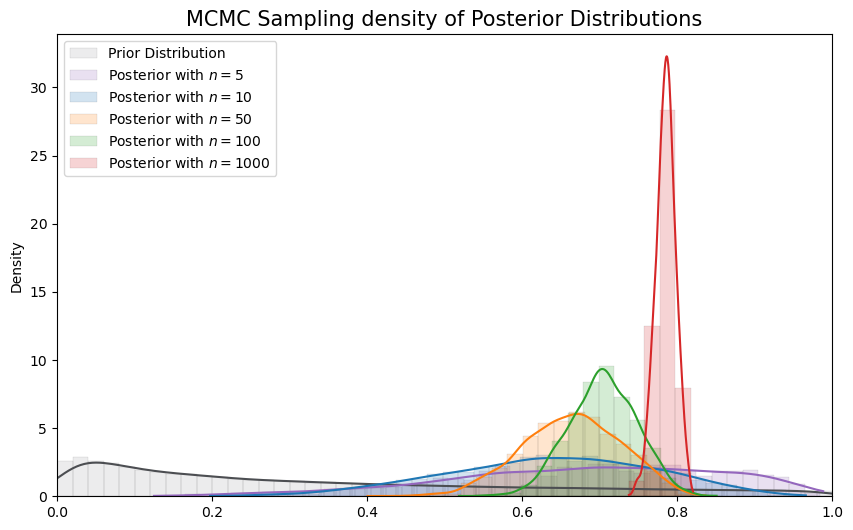 MCMC Sampling density of Posterior Distributions
Prior Distribution
Posterior with n = 5
Posterior with n = 10
Posterior with n = 50
Posterior with n = 100
Posterior with n = 1000
Density
30
25
20
15
10
5
0
0.0 0.2 0.4 0.6 0.8 1.0